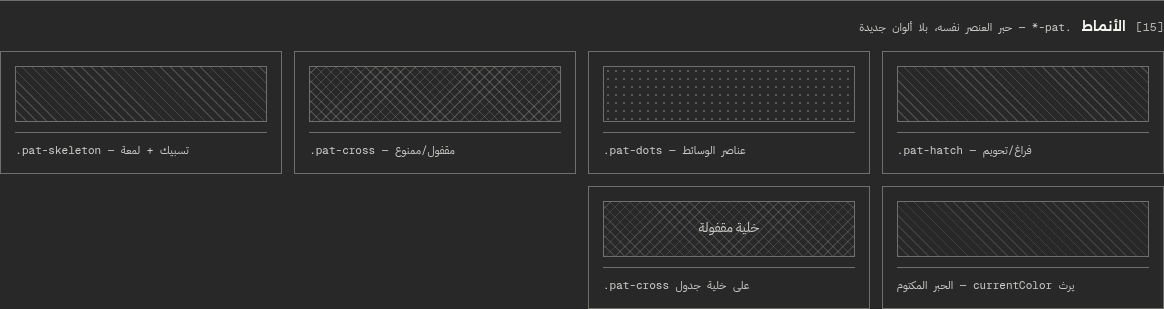 [15] الأنماط .pat-* — حبر العنصر نفسه، بلا ألوان جديدة
.pat-hatch — فراغ/تحويم
.pat-dots — عناصر الوسائط
.pat-cross — مقفول/ممنوع
.pat-skeleton — تسبيك + لمعة
يرث currentColor — الحبر المكتوم
خلية مقفولة
.pat-cross على خلية جدول